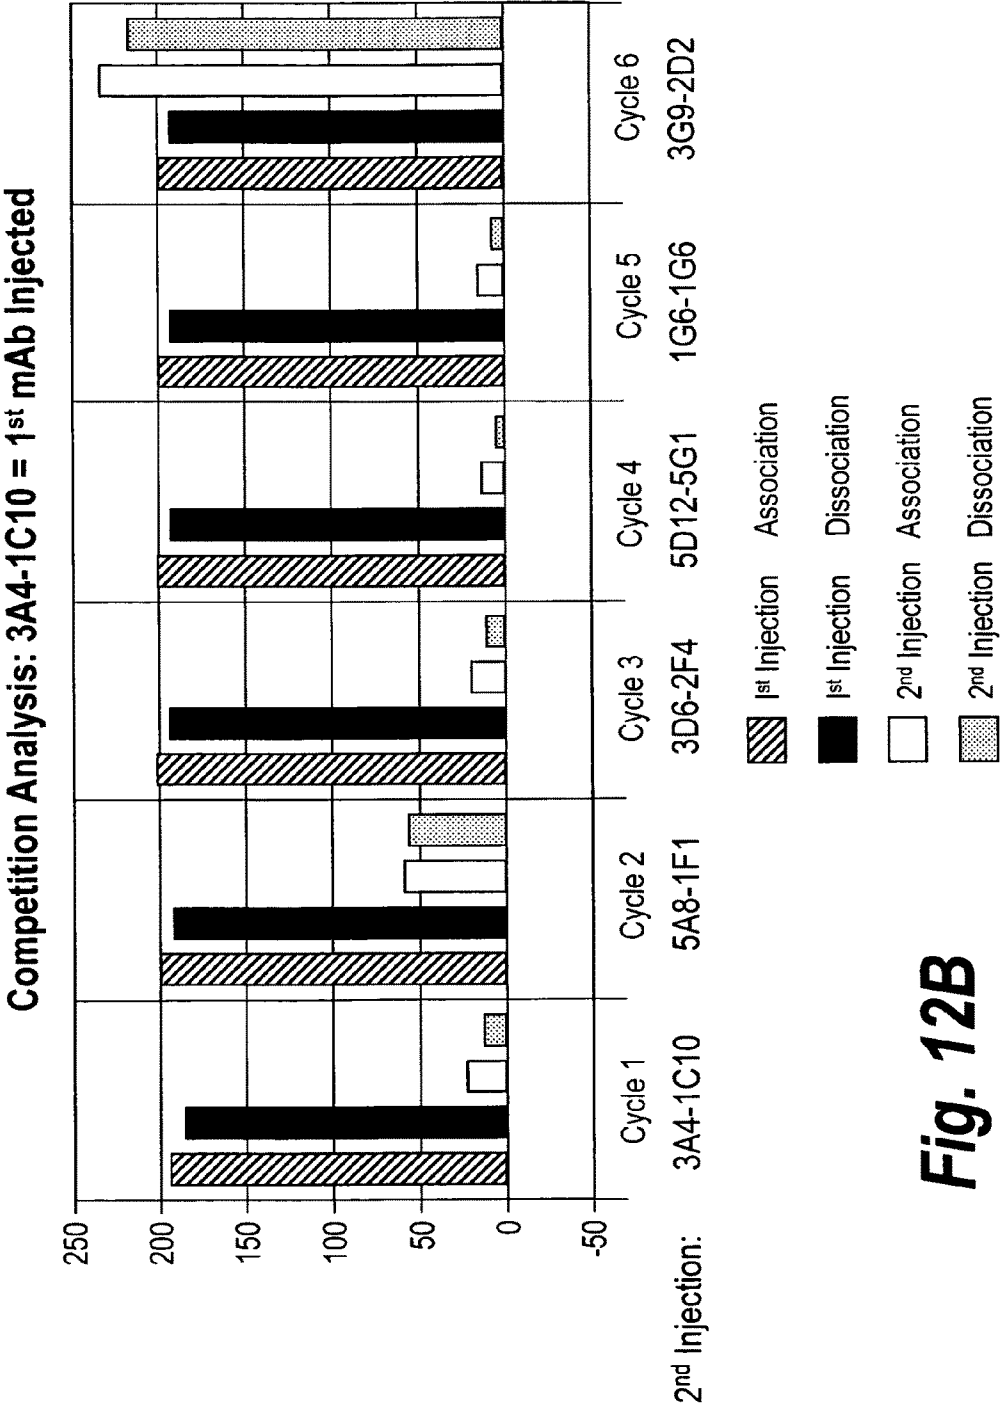 Competition Analysis: 3A4-1C10 = 1st mAb Injected
250
200
150
100
50
0
-50
Cycle 1
Cycle 2
Cycle 3
Cycle 4
Cycle 5
Cycle 6
2nd Injection:
3A4-1C10
5A8-1F1
3D6-2F4
5D12-5G1
1G6-1G6
3G9-2D2
Ist Injection Association
Ist Injection Dissociation
2nd Injection Association
2nd Injection Dissociation
Fig. 12B